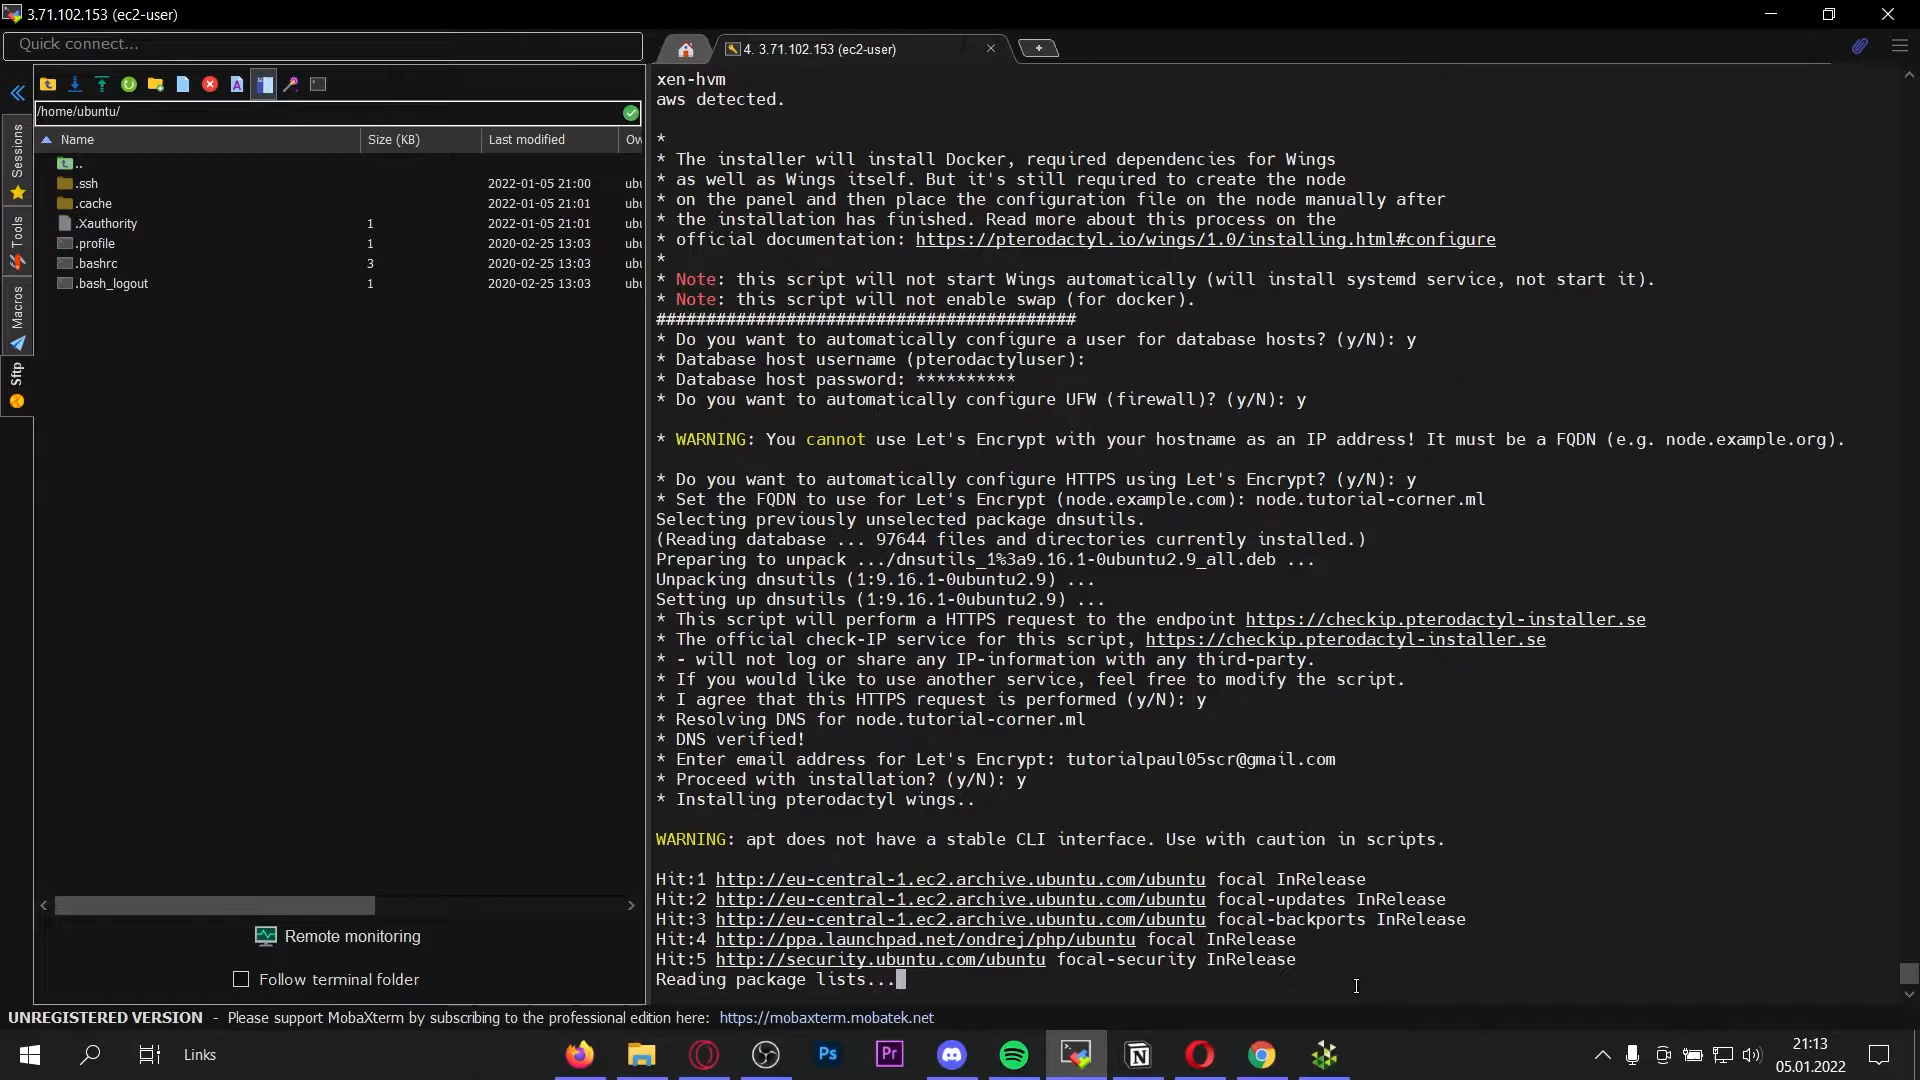 3.71.102.153 (ec2-user)
Quick connect...
4. 3.71.102.153 (ec2-user)
/home/ubuntu/
Name Size (KB) Last modified Ow
..
.ssh 2022-01-05 21:00 ubu
.cache 2022-01-05 21:01 ubu
.Xauthority 1 2022-01-05 21:01 ubu
.profile 1 2020-02-25 13:03 ubu
.bashrc 3 2020-02-25 13:03 ubu
.bash_logout 1 2020-02-25 13:03 ubu
Sessions
Tools
Macros
Sftp
Remote monitoring
Follow terminal folder
xen-hvm
aws detected.
*
* The installer will install Docker, required dependencies for Wings
* as well as Wings itself. But it's still required to create the node
* on the panel and then place the configuration file on the node manually after
* the installation has finished. Read more about this process on the
* official documentation: https://pterodactyl.io/wings/1.0/installing.html#configure
*
* Note: this script will not start Wings automatically (will install systemd service, not start it).
* Note: this script will not enable swap (for docker).
##########################################
* Do you want to automatically configure a user for database hosts? (y/N): y
* Database host username (pterodactyluser):
* Database host password: **********
* Do you want to automatically configure UFW (firewall)? (y/N): y
* WARNING: You cannot use Let's Encrypt with your hostname as an IP address! It must be a FQDN (e.g. node.example.org).
* Do you want to automatically configure HTTPS using Let's Encrypt? (y/N): y
* Set the FQDN to use for Let's Encrypt (node.example.com): node.tutorial-corner.ml
Selecting previously unselected package dnsutils.
(Reading database ... 97644 files and directories currently installed.)
Preparing to unpack .../dnsutils_1%3a9.16.1-0ubuntu2.9_all.deb ...
Unpacking dnsutils (1:9.16.1-0ubuntu2.9) ...
Setting up dnsutils (1:9.16.1-0ubuntu2.9) ...
* This script will perform a HTTPS request to the endpoint https://checkip.pterodactyl-installer.se
* The official check-IP service for this script, https://checkip.pterodactyl-installer.se
* - will not log or share any IP-information with any third-party.
* If you would like to use another service, feel free to modify the script.
* I agree that this HTTPS request is performed (y/N): y
* Resolving DNS for node.tutorial-corner.ml
* DNS verified!
* Enter email address for Let's Encrypt: tutorialpaul05scr@gmail.com
* Proceed with installation? (y/N): y
* Installing pterodactyl wings..
WARNING: apt does not have a stable CLI interface. Use with caution in scripts.
Hit:1 http://eu-central-1.ec2.archive.ubuntu.com/ubuntu focal InRelease
Hit:2 http://eu-central-1.ec2.archive.ubuntu.com/ubuntu focal-updates InRelease
Hit:3 http://eu-central-1.ec2.archive.ubuntu.com/ubuntu focal-backports InRelease
Hit:4 http://ppa.launchpad.net/ondrej/php/ubuntu focal InRelease
Hit:5 http://security.ubuntu.com/ubuntu focal-security InRelease
Reading package lists...
UNREGISTERED VERSION - Please support MobaXterm by subscribing to the professional edition here: https://mobaxterm.mobatek.net
Links
Ps
Pr
21:13
05.01.2022